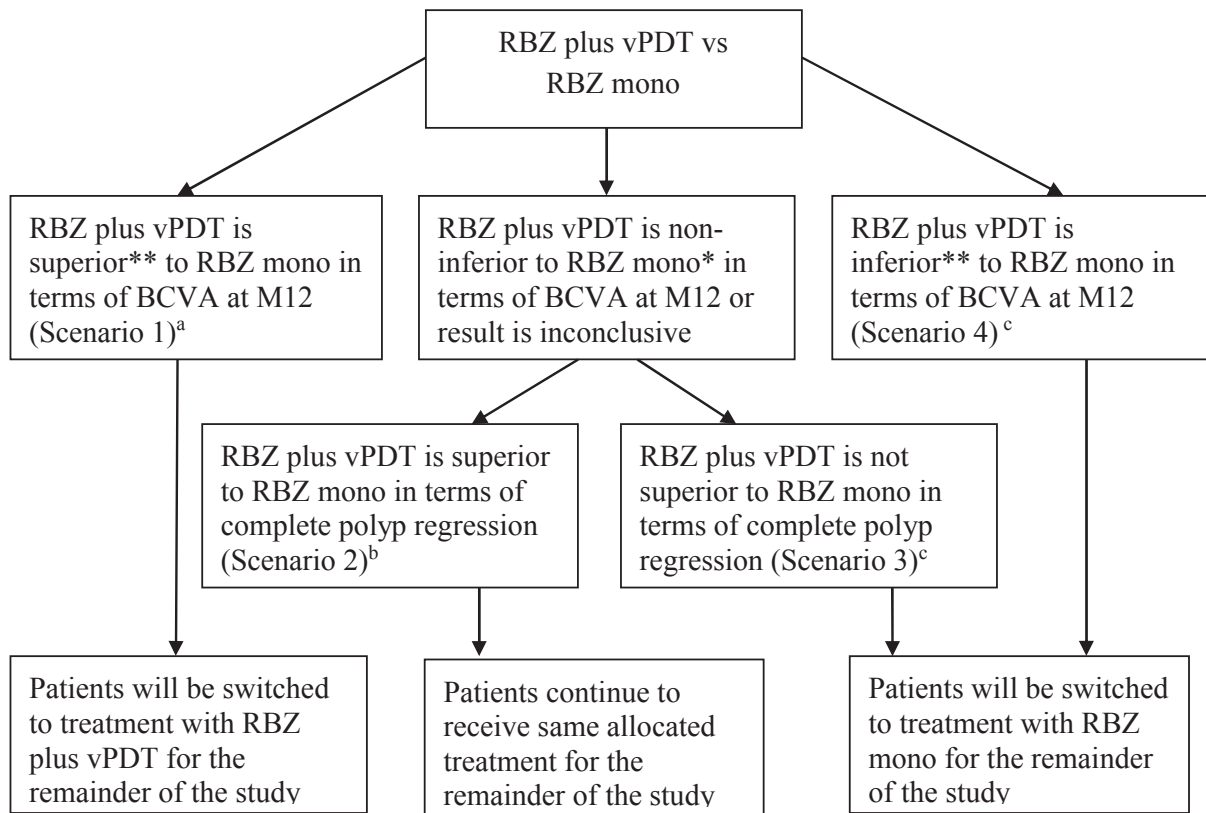 RBZ plus vPDT vs
RBZ mono
RBZ plus vPDT is
superior** to RBZ mono in
terms of BCVA at M12
(Scenario 1)ᵃ
RBZ plus vPDT is non-
inferior to RBZ mono* in
terms of BCVA at M12 or
result is inconclusive
RBZ plus vPDT is
inferior** to RBZ mono in
terms of BCVA at M12
(Scenario 4) ᶜ
RBZ plus vPDT is superior
to RBZ mono in terms of
complete polyp regression
(Scenario 2)ᵇ
RBZ plus vPDT is not
superior to RBZ mono in
terms of complete polyp
regression (Scenario 3)ᶜ
Patients will be switched
to treatment with RBZ
plus vPDT for the
remainder of the study
Patients continue to
receive same allocated
treatment for the
remainder of the study
Patients will be switched
to treatment with RBZ
mono for the remainder
of the study